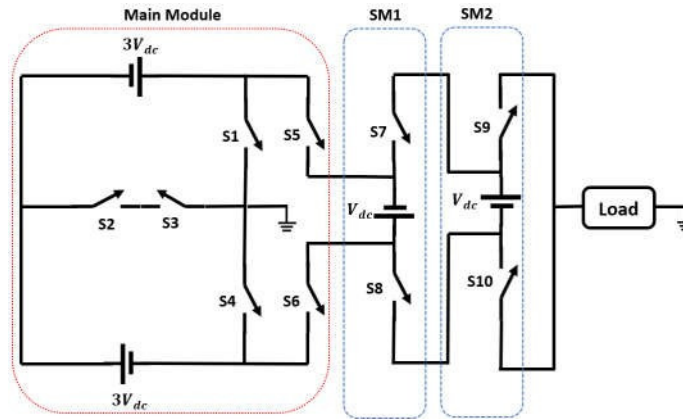 Main Module
SM1
SM2
3V_dc
S1
S5
S7
S9
S2
S3
V_dc
V_dc
Load
S4
S6
S8
S10
3V_dc